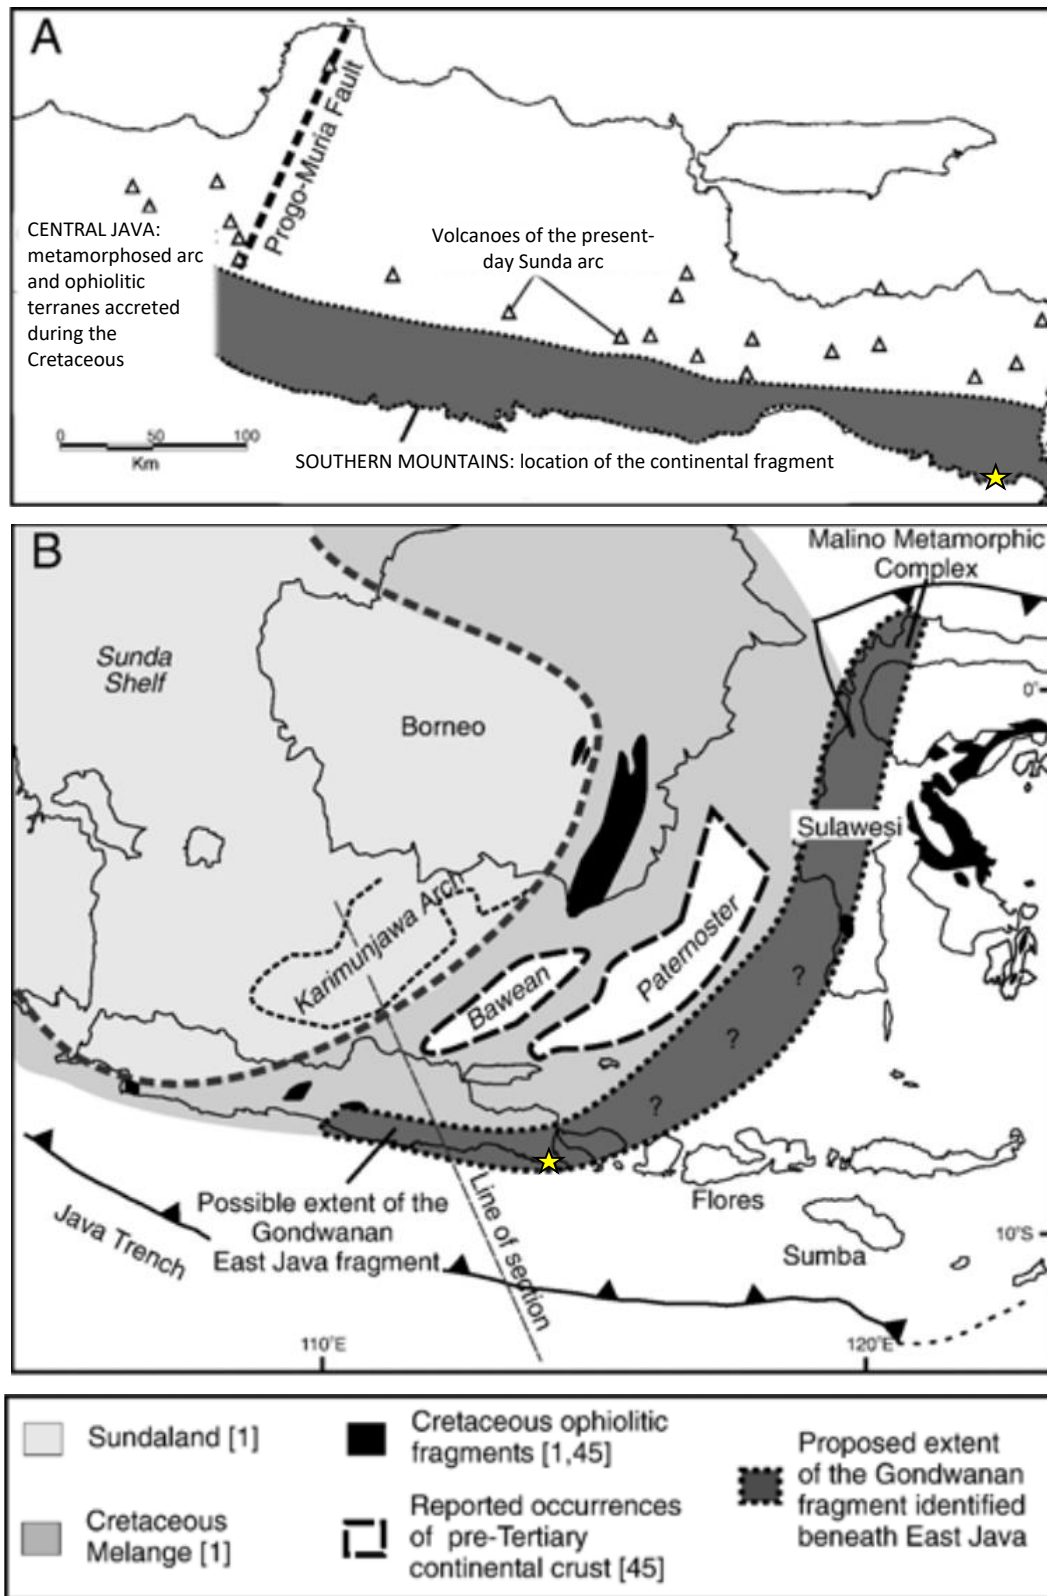 A
Progo-Muria Fault
CENTRAL JAVA:
metamorphosed arc
and ophiolitic
terranes accreted
during the
Cretaceous
Volcanoes of the present-
day Sunda arc
0 50 100
Km
SOUTHERN MOUNTAINS: location of the continental fragment
B
Malino Metamorphic
Complex
Sunda
Shelf
0°
Borneo
Sulawesi
Karimunjawa Arch
Bawean
Paternoster
?
?
?
Possible extent of the
Gondwanan
East Java fragment
Java Trench
Line of section
Flores
Sumba
10°S
110°E
120°E
Sundaland [1]
Cretaceous
Melange [1]
Cretaceous ophiolitic
fragments [1,45]
Reported occurrences
of pre-Tertiary
continental crust [45]
Proposed extent
of the Gondwanan
fragment identified
beneath East Java